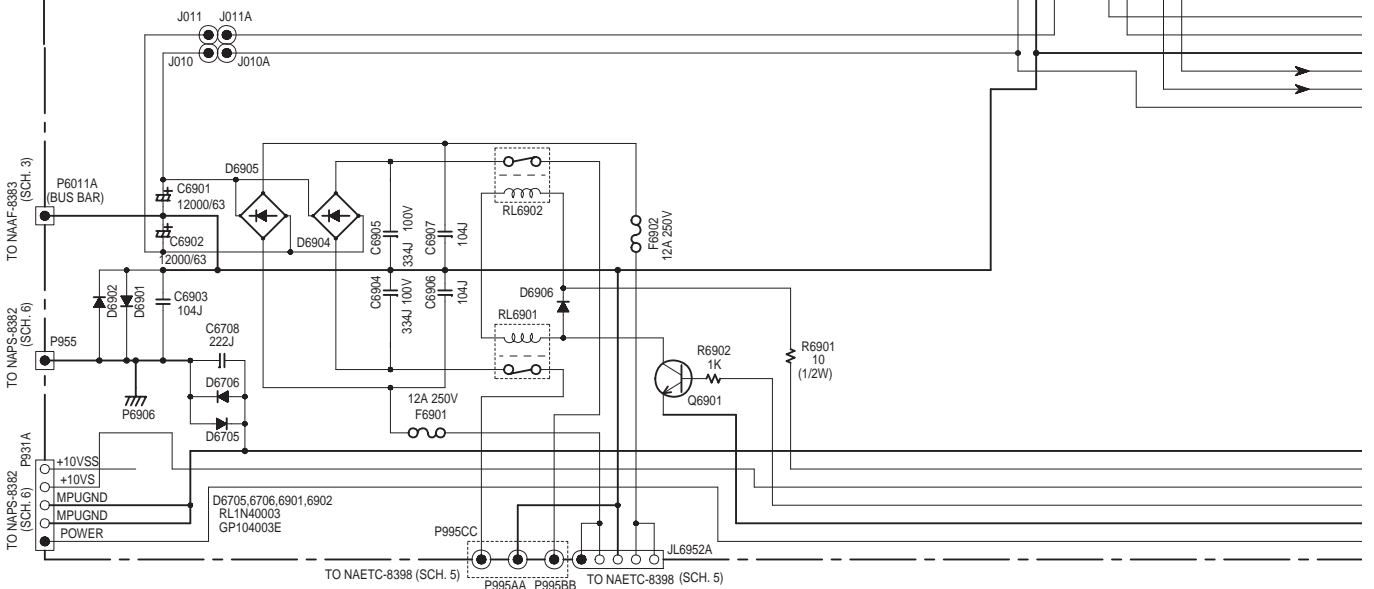 J011 J011A
J010 J010A
TO NAAF-8383
(SCH. 3)
P6011A
(BUS BAR)
C6901
12000/63
C6902
12000/63
D6905
D6904
C6905
334J 100V
C6907
104J
C6904
334J 100V
C6906
104J
RL6902
F6902
12A 250V
D6906
RL6901
D6902
D6901
C6903
104J
TO NAPS-8382
(SCH. 6)
P955
C6708
222J
D6706
D6705
P6906
12A 250V
F6901
R6902
1K
Q6901
R6901
10
(1/2W)
P931A
TO NAPS-8382
(SCH. 6)
+10VSS
+10VS
MPUGND
MPUGND
POWER
D6705,6706,6901,6902
RL1N40003
GP104003E
P995CC
TO NAETC-8398 (SCH. 5)
P995AA P995BB
JL6952A
TO NAETC-8398 (SCH. 5)